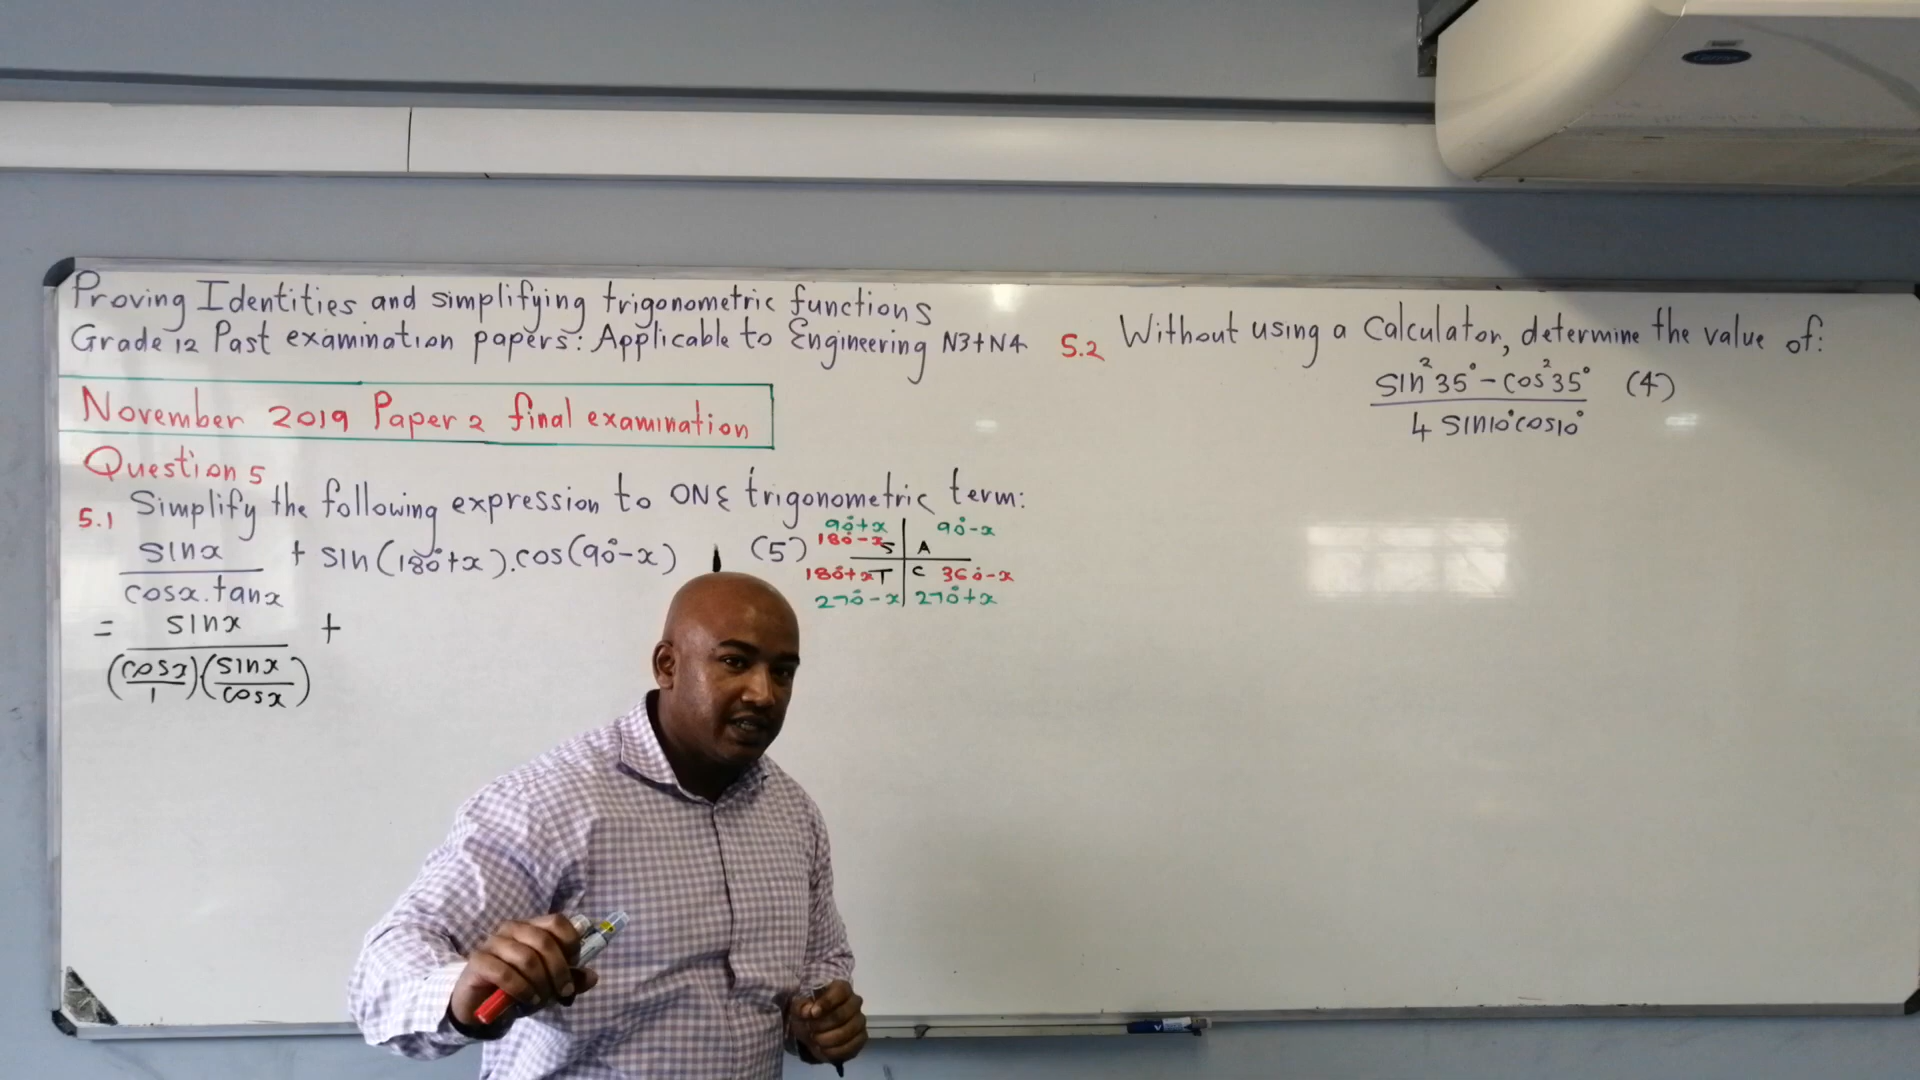 Proving Identities and simplifying trigonometric functions
Grade 12 Past examination papers: Applicable to Engineering N3+N4
November 2019 Paper 2 final examination
Question 5
5.1 Simplify the following expression to ONE trigonometric term:
sinx / cosx.tanx + sin(180°+x).cos(90°-x) (5)
= sinx / (cosx/1)(sinx/cosx) +
90°+x 90°-x
180°-x S A
180°+x T C 360°-x
270°-x 270°+x
5.2 Without using a Calculator, determine the value of:
sin²35° - cos²35° (4)
4 sin10°cos10°